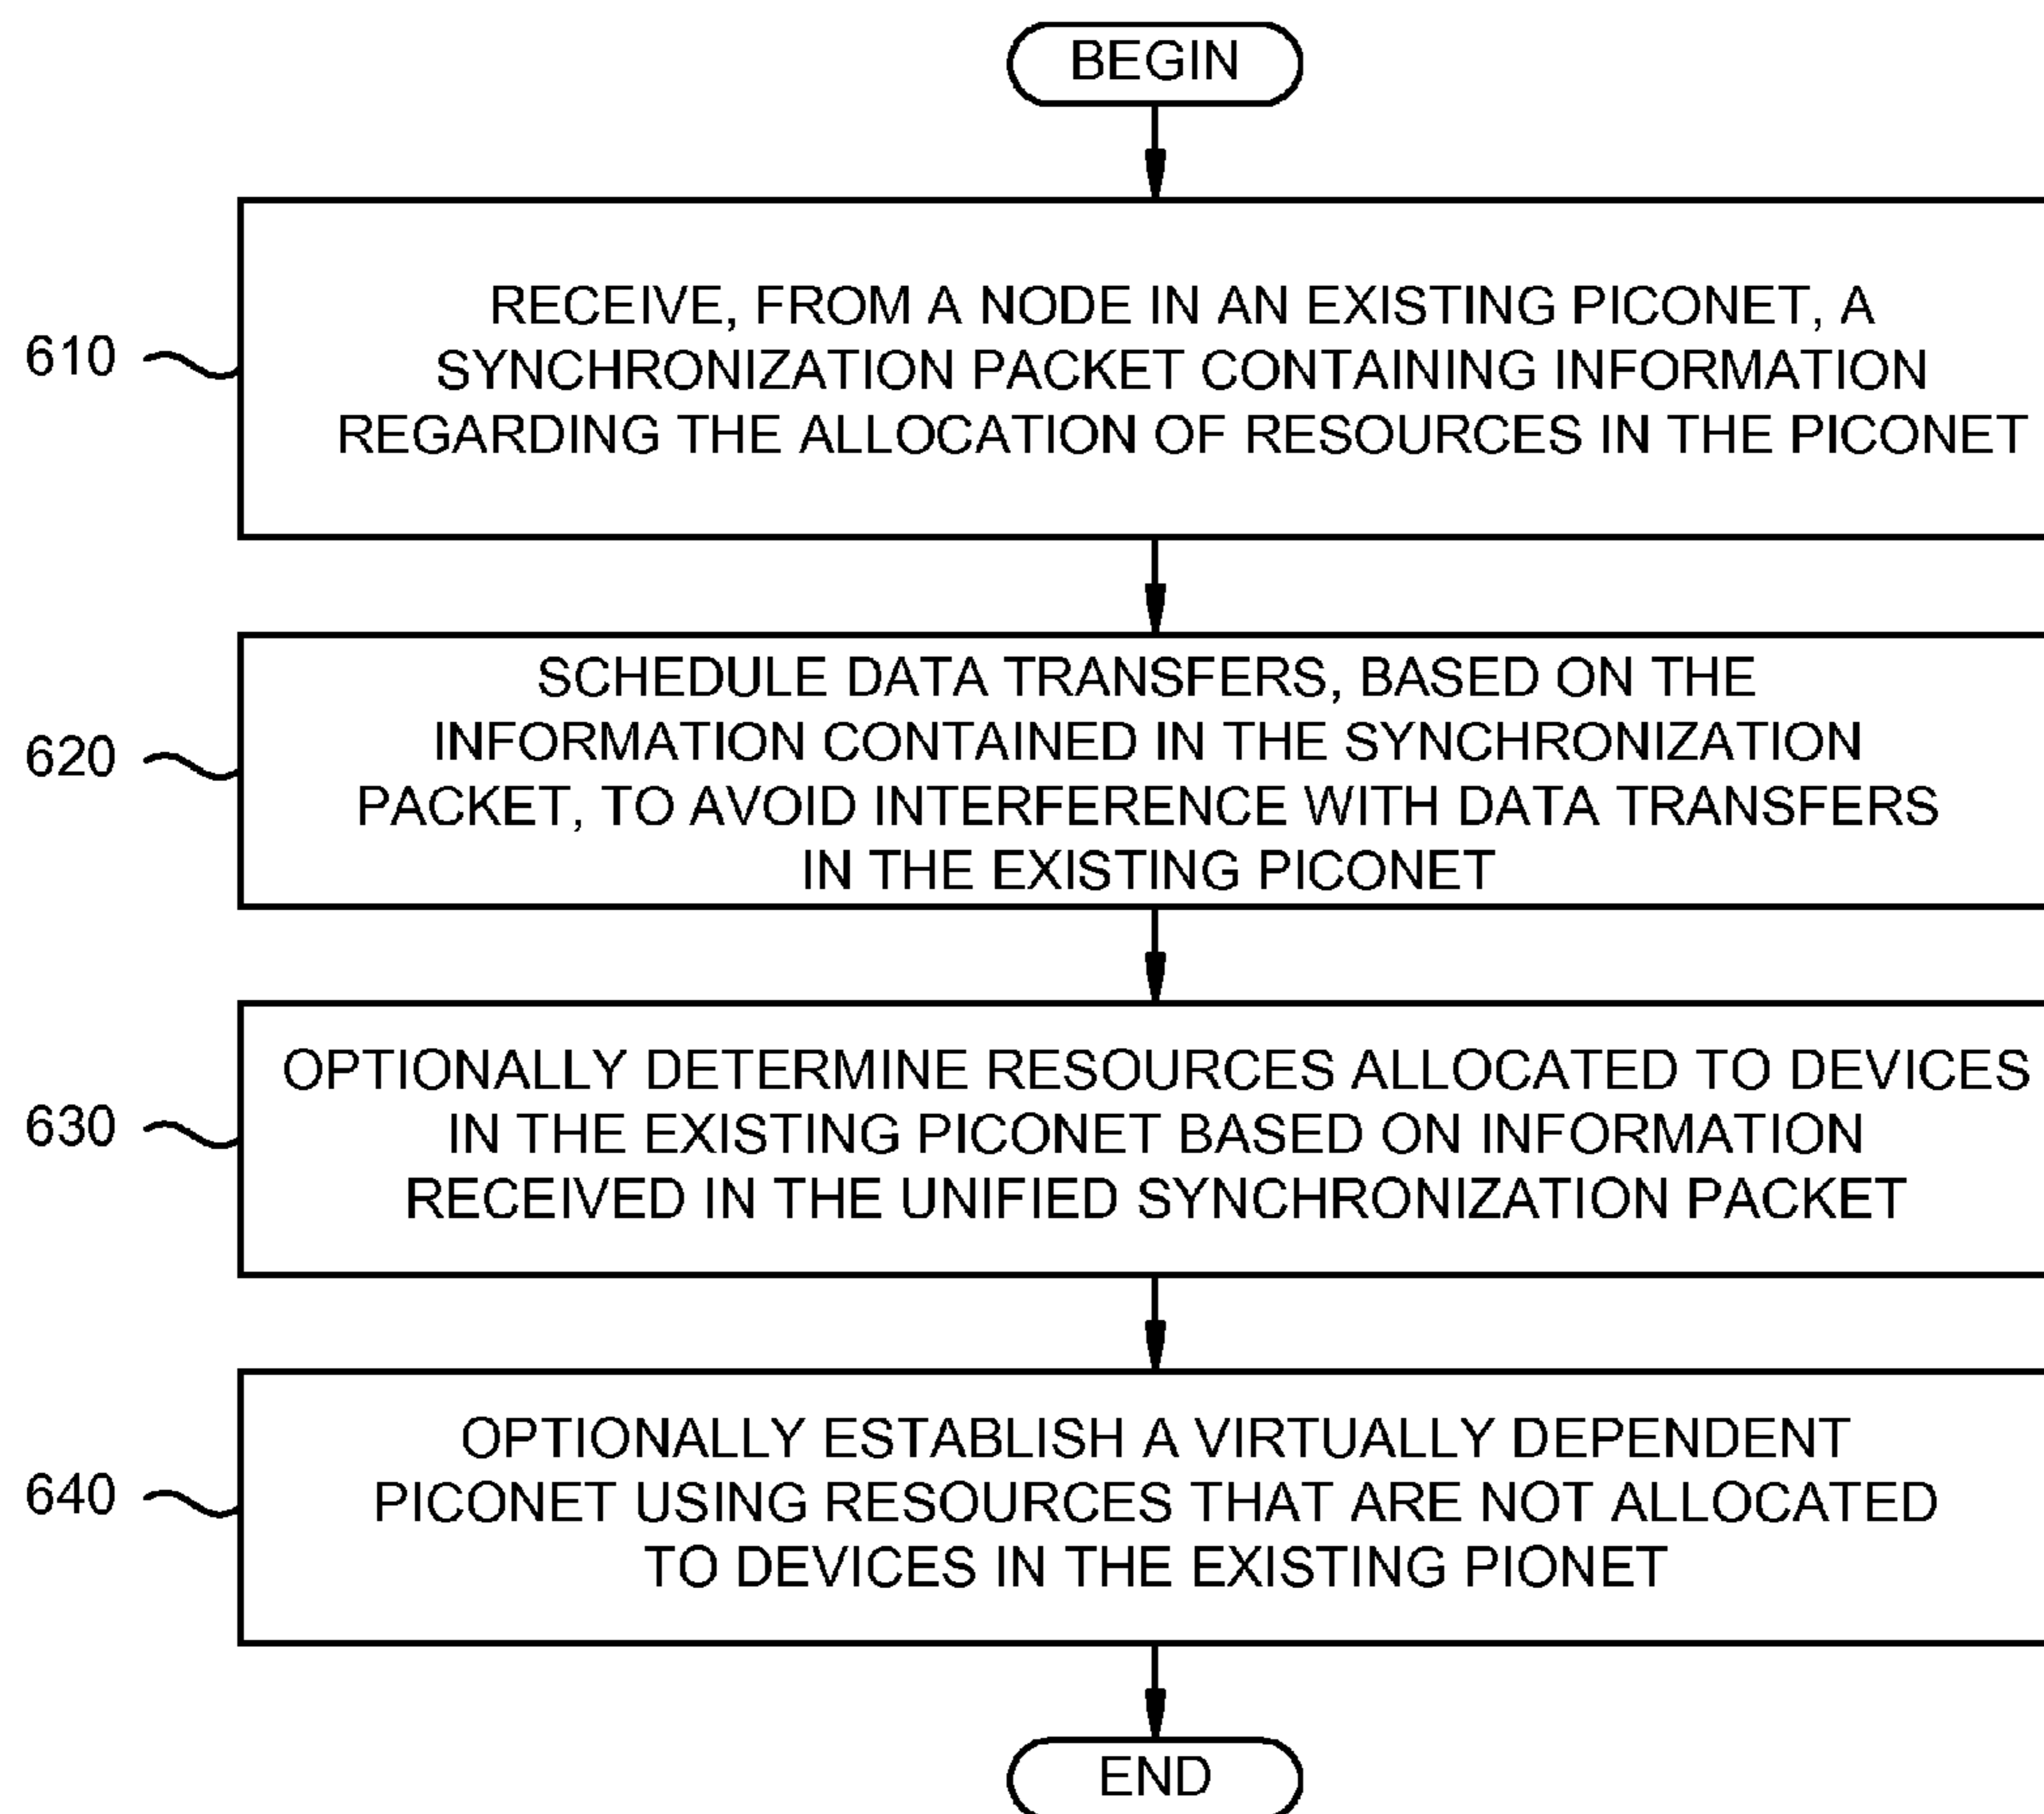 BEGIN
610
RECEIVE, FROM A NODE IN AN EXISTING PICONET, A
SYNCHRONIZATION PACKET CONTAINING INFORMATION
REGARDING THE ALLOCATION OF RESOURCES IN THE PICONET
620
SCHEDULE DATA TRANSFERS, BASED ON THE
INFORMATION CONTAINED IN THE SYNCHRONIZATION
PACKET, TO AVOID INTERFERENCE WITH DATA TRANSFERS
IN THE EXISTING PICONET
630
OPTIONALLY DETERMINE RESOURCES ALLOCATED TO DEVICES
IN THE EXISTING PICONET BASED ON INFORMATION
RECEIVED IN THE UNIFIED SYNCHRONIZATION PACKET
640
OPTIONALLY ESTABLISH A VIRTUALLY DEPENDENT
PICONET USING RESOURCES THAT ARE NOT ALLOCATED
TO DEVICES IN THE EXISTING PIONET
END